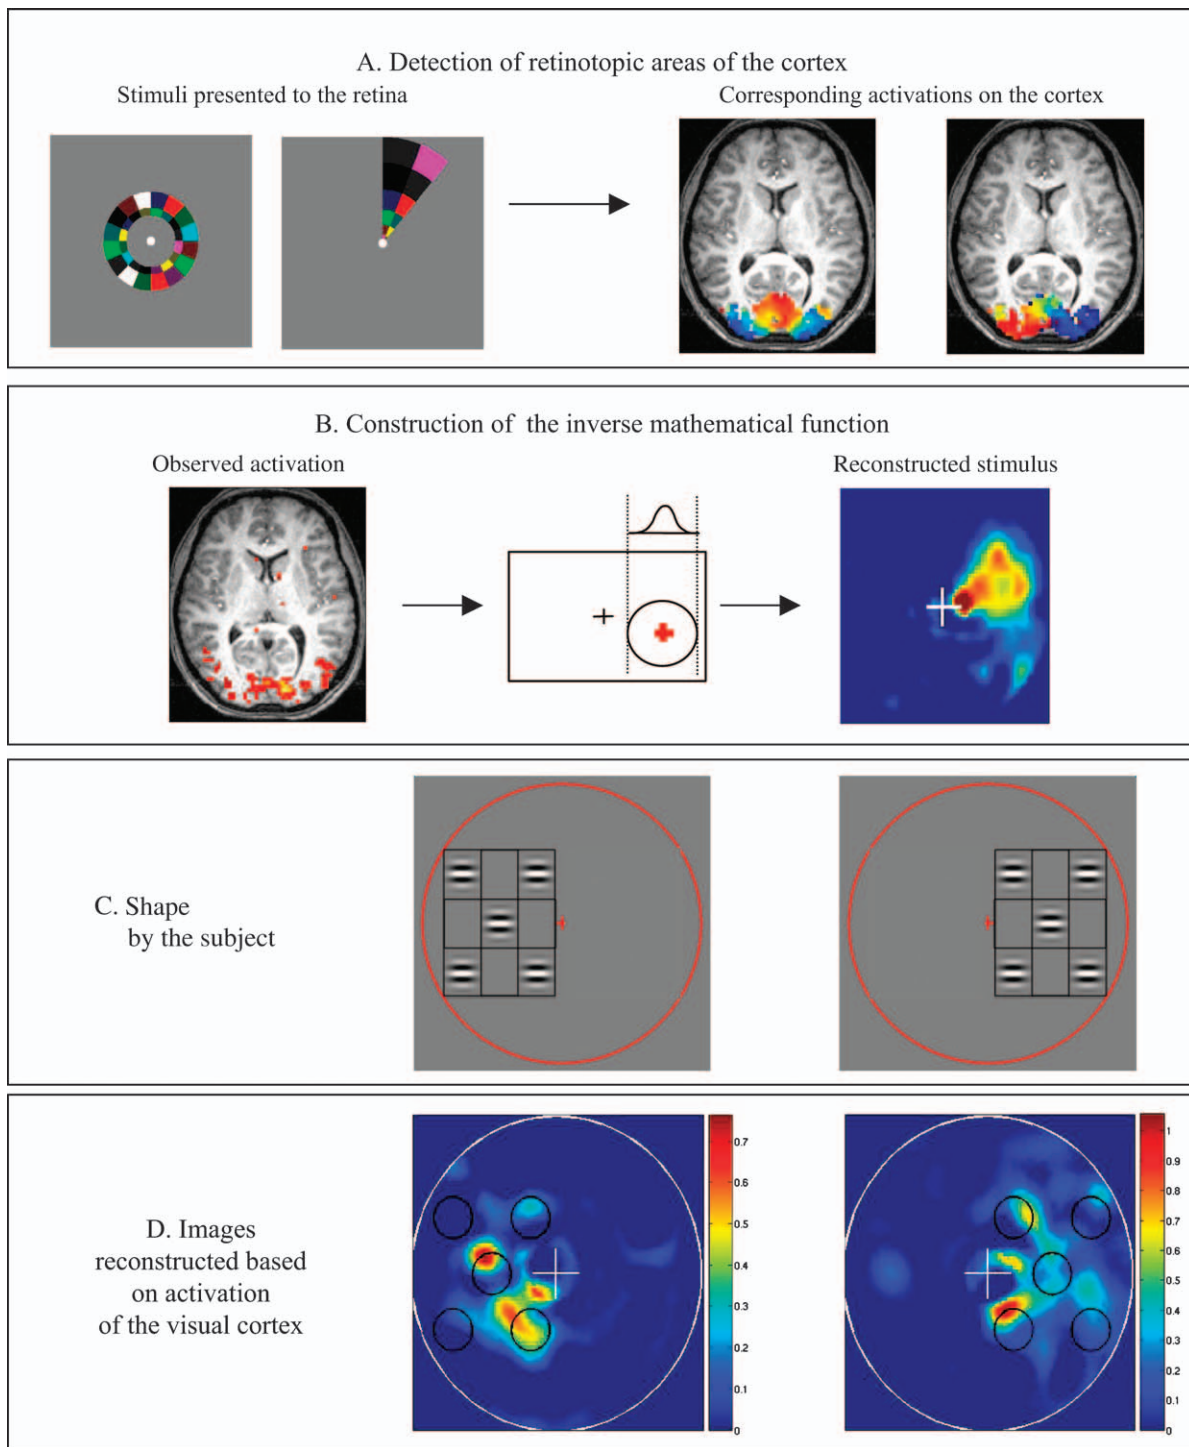 A. Detection of retinotopic areas of the cortex
Stimuli presented to the retina
Corresponding activations on the cortex
B. Construction of  the inverse mathematical function
Observed activation
Reconstructed stimulus
C. Shape
by the subject
D. Images
reconstructed based
on activation
of the visual cortex
0.7
0.6
0.5
0.4
0.3
0.2
0.1
0
1
0.9
0.8
0.7
0.6
0.5
0.4
0.3
0.2
0.1
0